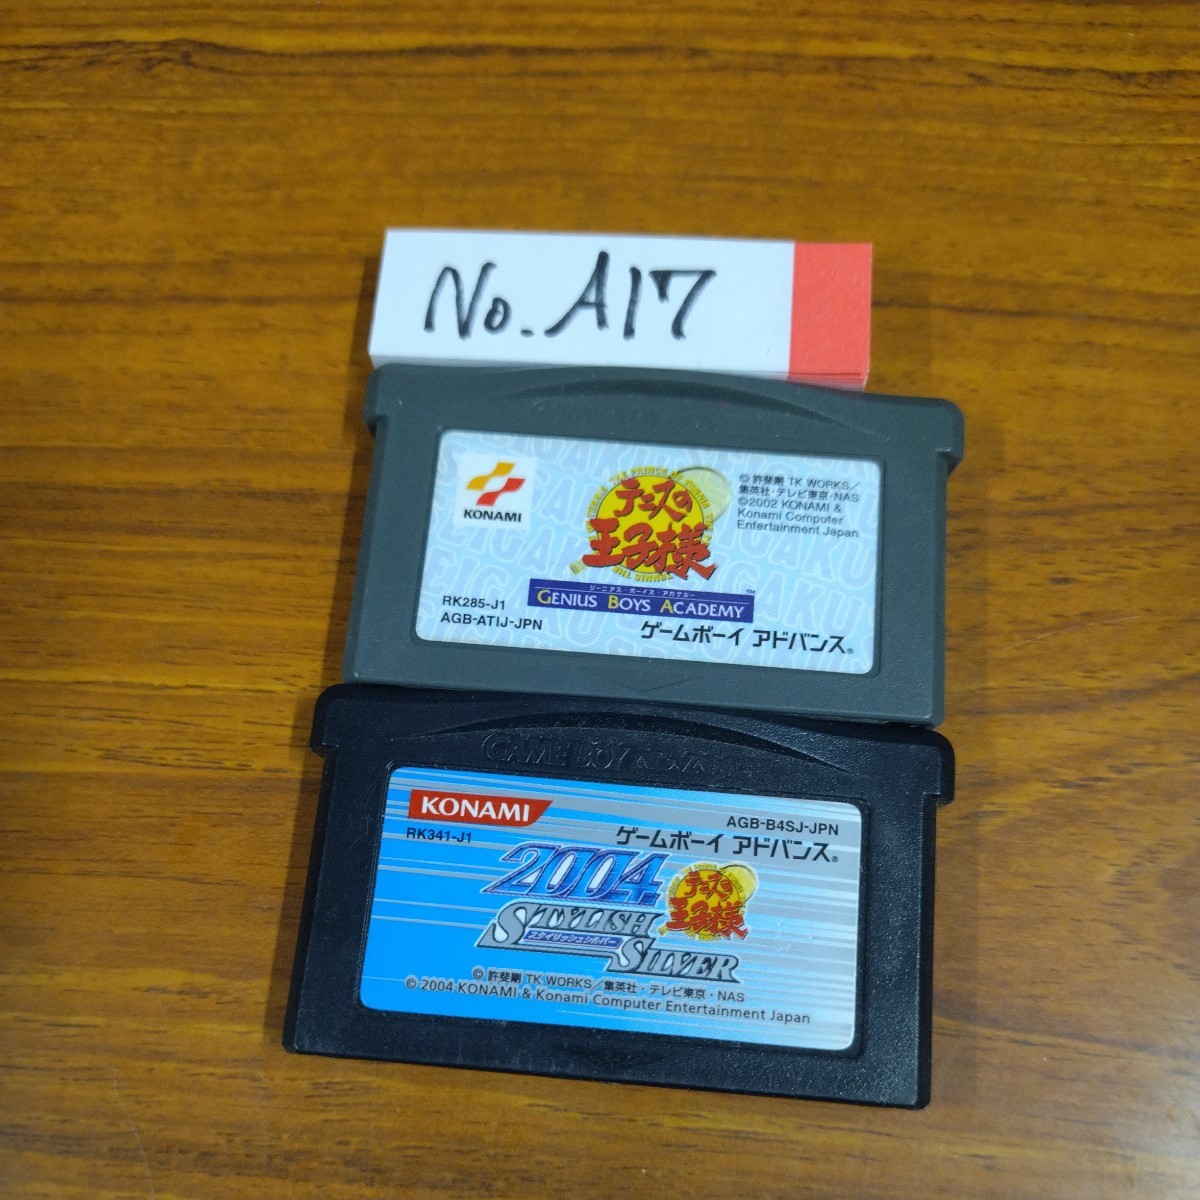 No. A17
KONAMI
THE PRINCE OF TENNIS
テニスの
王子様
© 許斐剛 TK WORKS／
集英社・テレビ東京・NAS
©2002 KONAMI &
Konami Computer
Entertainment Japan
ジーニアス・ボーイズ・アカデミー
GENIUS BOYS ACADEMY™
RK285-J1
AGB-ATIJ-JPN
ゲームボーイ アドバンス®
GAME BOY ADVANCE
KONAMI
AGB-B4SJ-JPN
RK341-J1
ゲームボーイ アドバンス®
2004
テニスの
王子様
STYLISH
スタイリッシュシルバー
SILVER
© 許斐剛 TK WORKS／集英社・テレビ東京・NAS
© 2004 KONAMI & Konami Computer Entertainment Japan